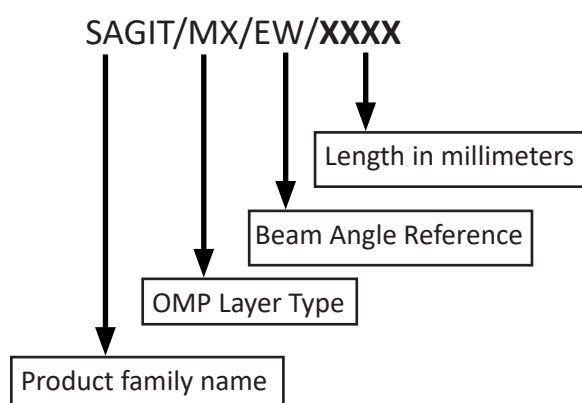 SAGIT/MX/EW/XXXX
Length in millimeters
Beam Angle Reference
OMP Layer Type
Product family name